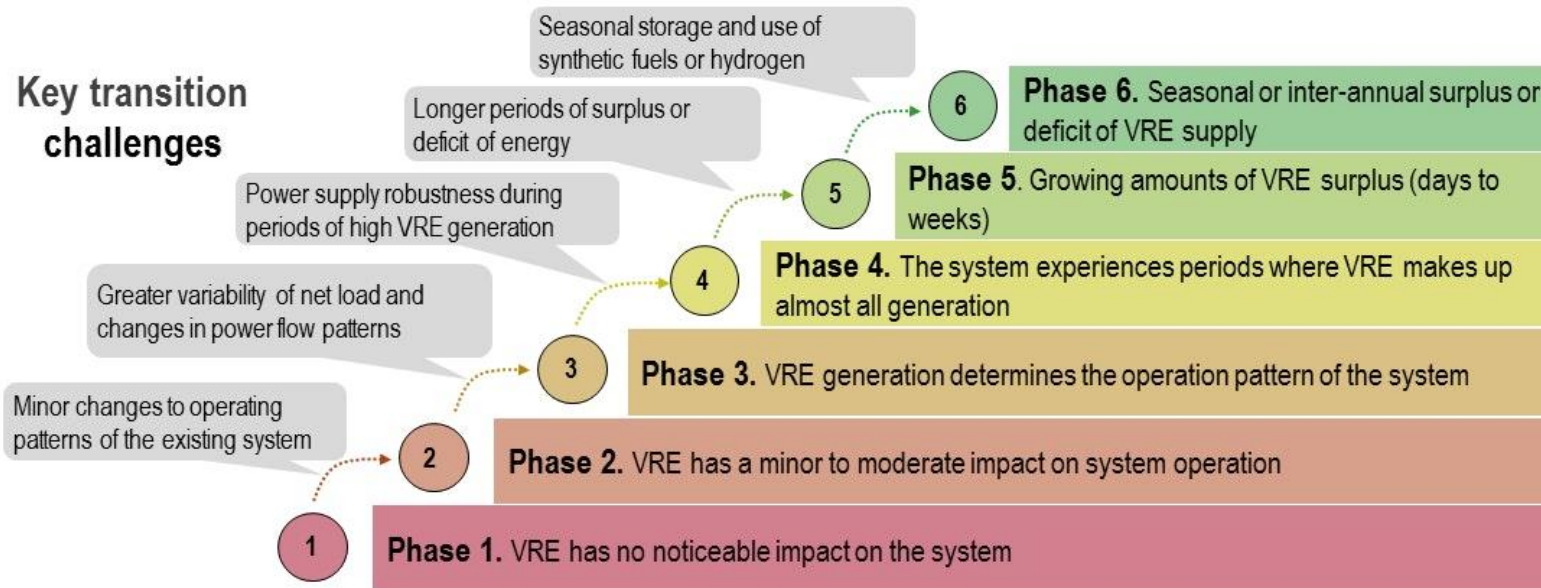 Key transition
challenges
Seasonal storage and use of
synthetic fuels or hydrogen
Longer periods of surplus or
deficit of energy
Power supply robustness during
periods of high VRE generation
Greater variability of net load and
changes in power flow patterns
Minor changes to operating
patterns of the existing system
6
Phase 6. Seasonal or inter-annual surplus or
deficit of VRE supply
5
Phase 5. Growing amounts of VRE surplus (days to
weeks)
4
Phase 4. The system experiences periods where VRE makes up
almost all generation
3
Phase 3. VRE generation determines the operation pattern of the system
2
Phase 2. VRE has a minor to moderate impact on system operation
1
Phase 1. VRE has no noticeable impact on the system